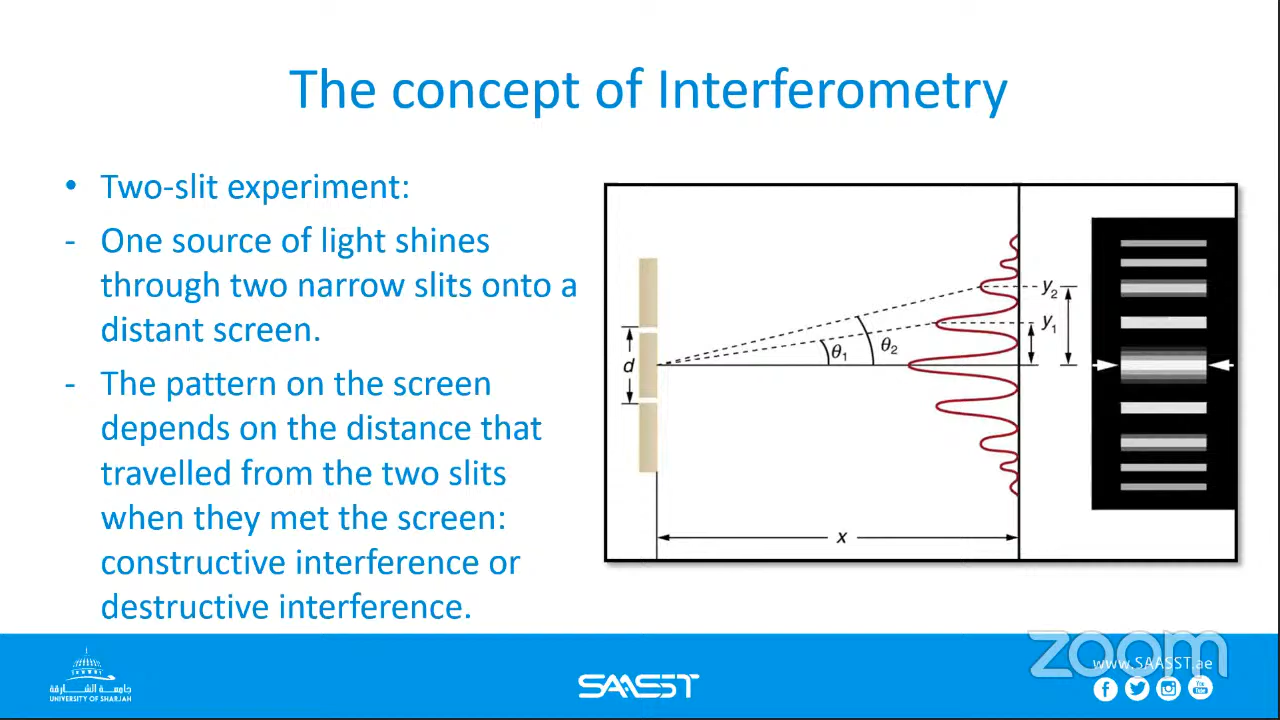 The concept of Interferometry
• Two-slit experiment:
- One source of light shines
through two narrow slits onto a
distant screen.
- The pattern on the screen
depends on the distance that
travelled from the two slits
when they met the screen:
constructive interference or
destructive interference.
d
θ1
θ2
y2
y1
x
جامعة الشارقة
UNIVERSITY OF SHARJAH
SAASST
zoom
www.SAASST.ae
You
Tube